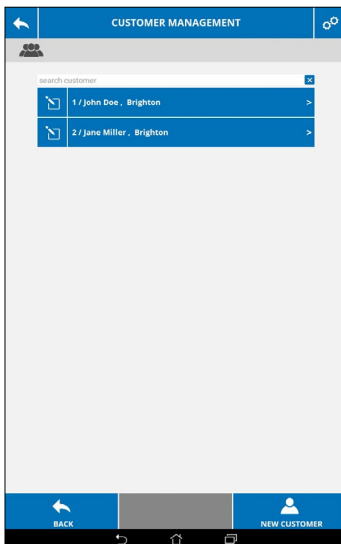 CUSTOMER MANAGEMENT
search customer
1 / John Doe , Brighton >
2 / Jane Miller , Brighton >
BACK
NEW CUSTOMER